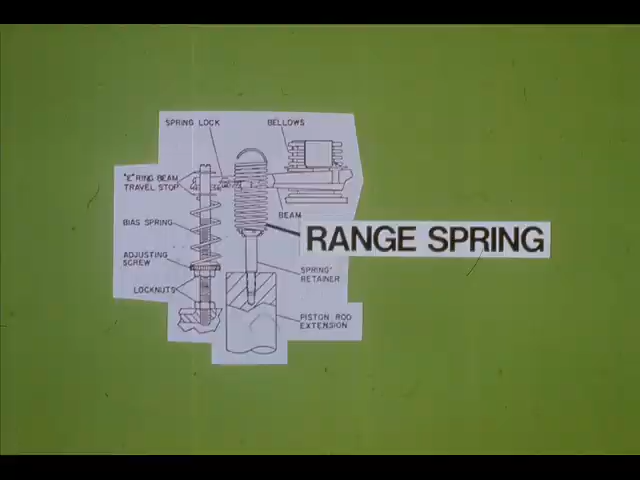 SPRING LOCK
BELLOWS
"E" RING BEAM
TRAVEL STOP
BIAS SPRING
BEAM
RANGE SPRING
ADJUSTING
SCREW
SPRING
RETAINER
LOCKNUTS
PISTON ROD
EXTENSION